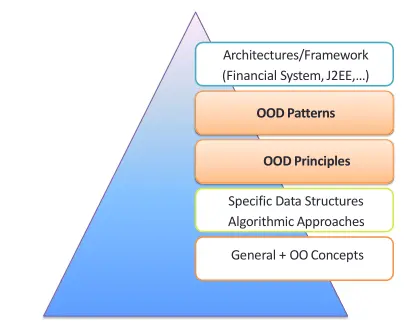 Architectures/Framework
(Financial System, J2EE,...)
OOD Patterns
OOD Principles
Specific Data Structures
Algorithmic Approaches
General + OO Concepts